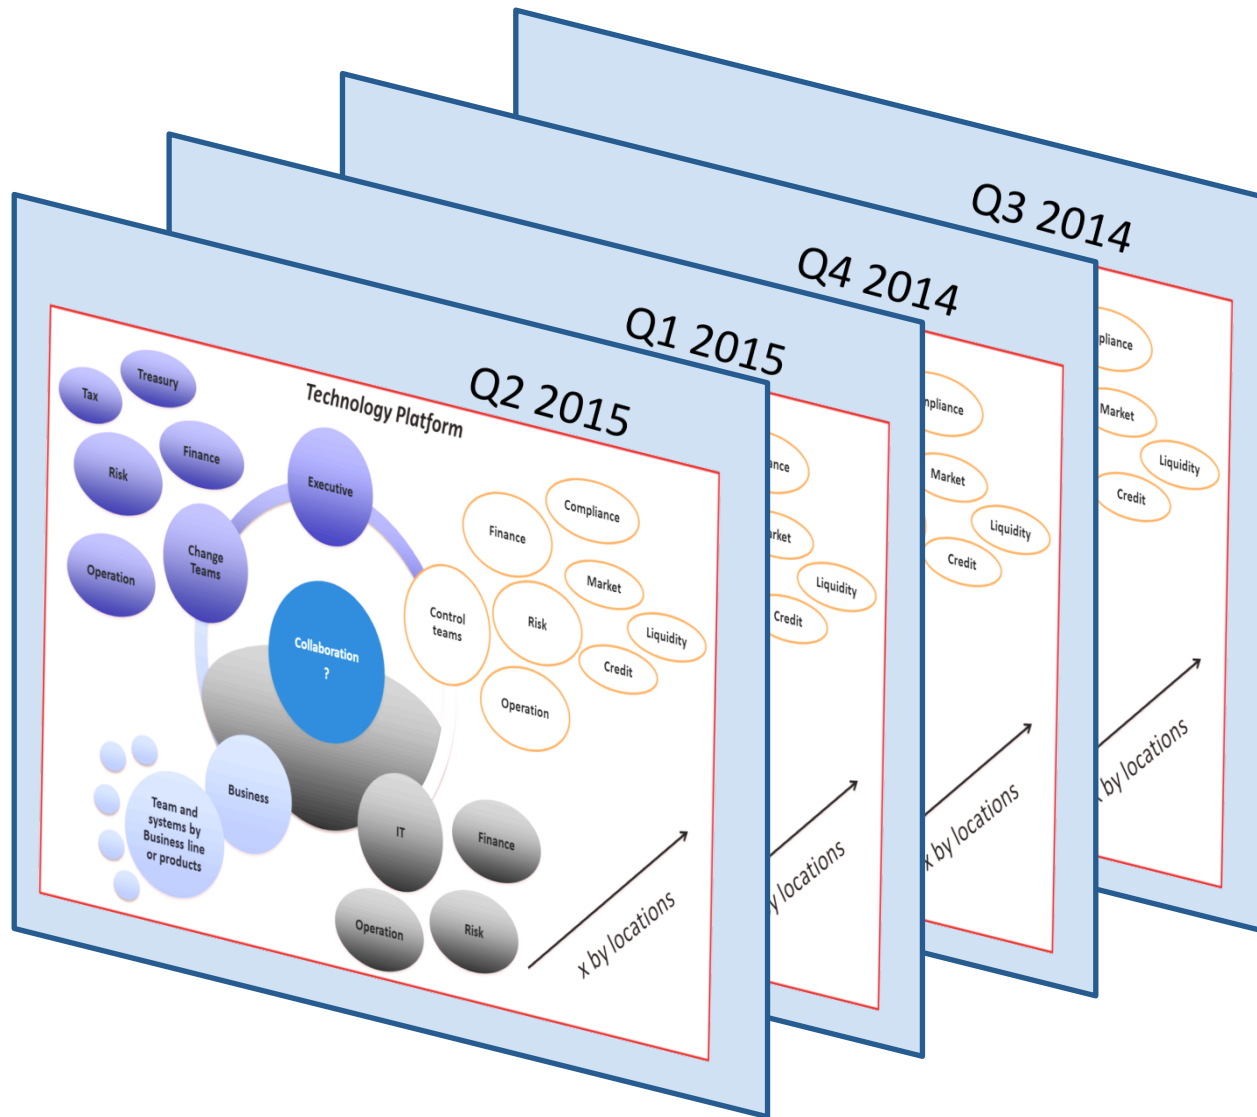 Q3 2014
Q4 2014
Q1 2015
Q2 2015
Technology Platform
Treasury
Tax
Finance
Risk
Operation
Change
Teams
Executive
Collaboration
?
Control
teams
Finance
Compliance
Market
Risk
Liquidity
Credit
Operation
Business
Team and
systems by
Business line
or products
IT
Finance
Operation
Risk
x by locations
Liquidity
Credit
locations
Market
Liquidity
Credit
x by locations
Market
Liquidity
Credit
by locations